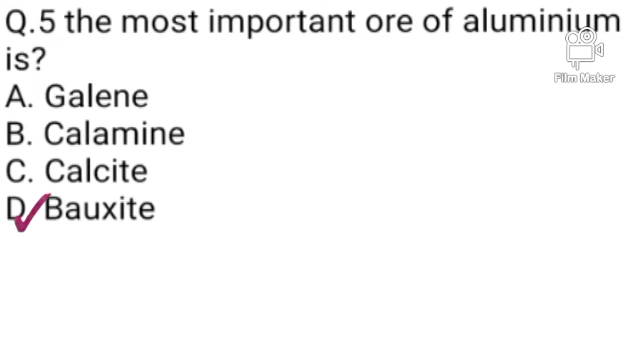 Q.5 the most important ore of aluminium
is?
Film Maker
A. Galene
B. Calamine
C. Calcite
D. Bauxite